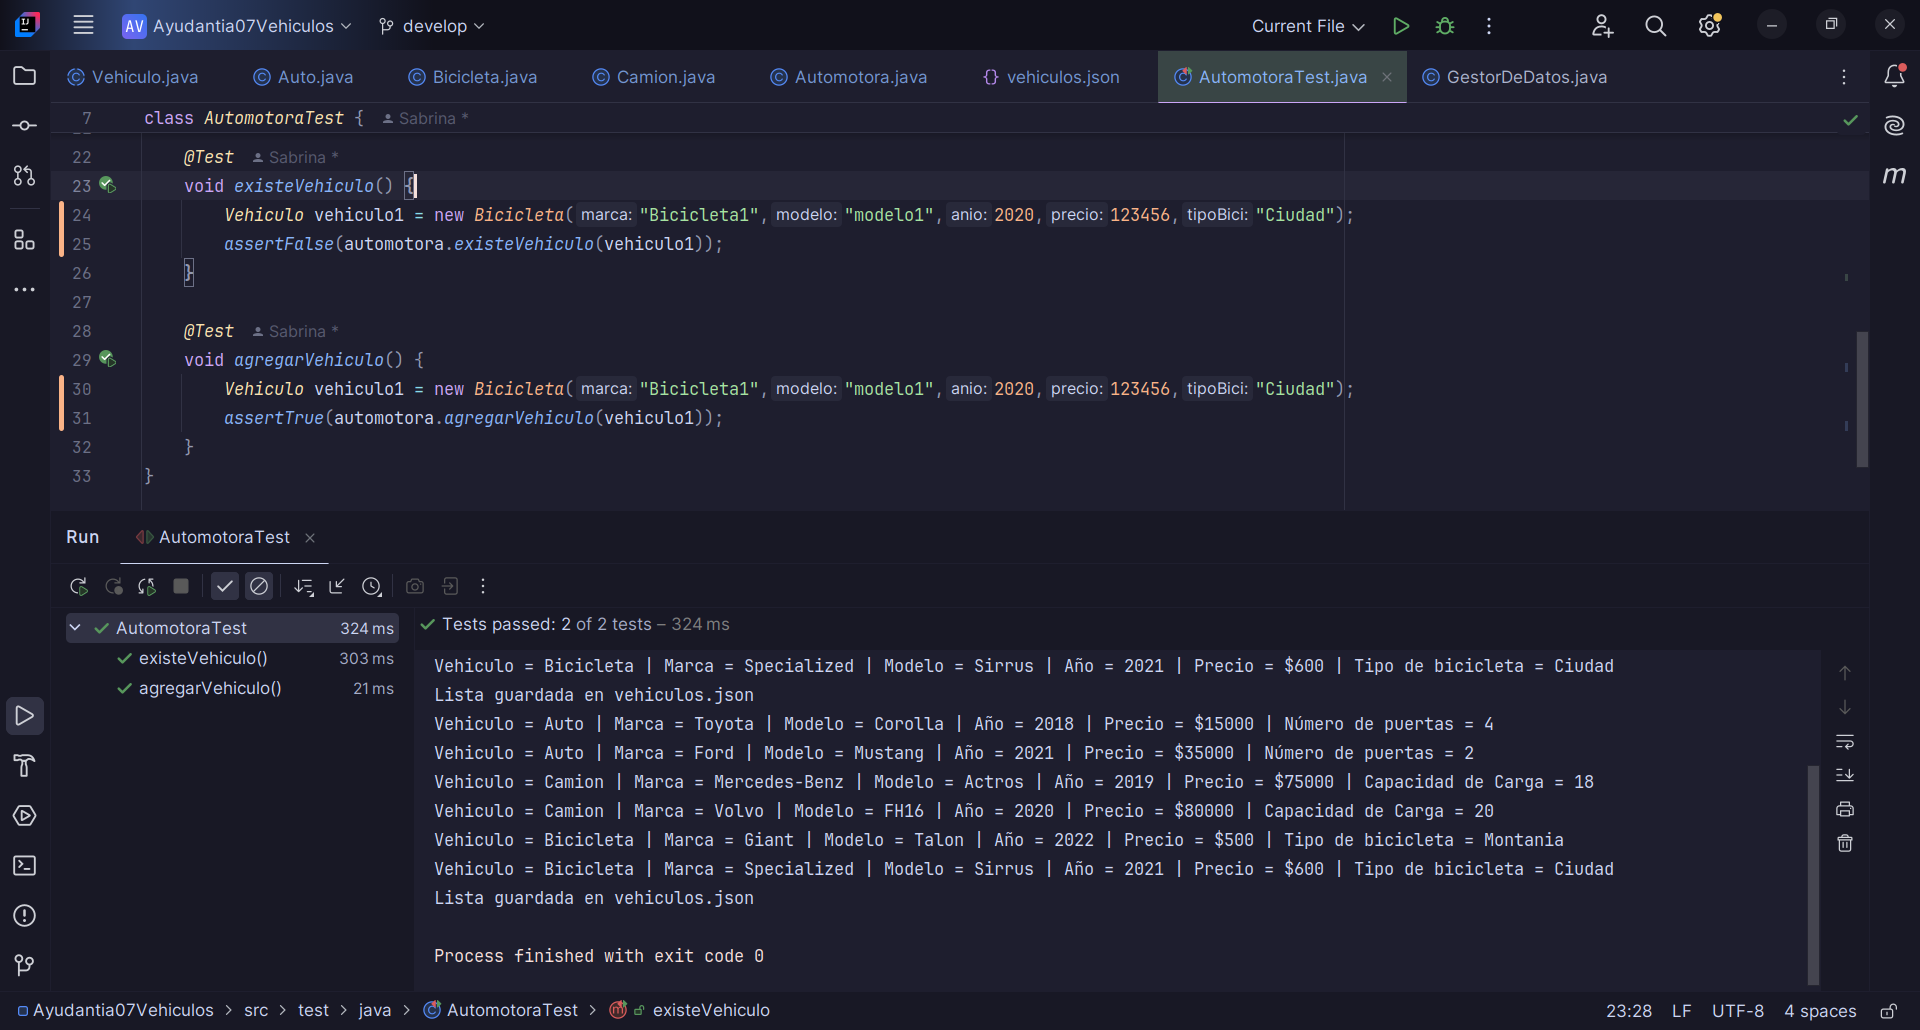 AV Ayudantia07Vehiculos develop Current File
Vehiculo.java Auto.java Bicicleta.java Camion.java Automotora.java {} vehiculos.json AutomotoraTest.java GestorDeDatos.java
7 class AutomotoraTest { Sabrina *
22 @Test Sabrina *
23 void existeVehiculo() {
24 Vehiculo vehiculo1 = new Bicicleta( marca: "Bicicleta1", modelo: "modelo1", anio: 2020, precio: 123456, tipoBici: "Ciudad");
25 assertFalse(automotora.existeVehiculo(vehiculo1));
26 }
27
28 @Test Sabrina *
29 void agregarVehiculo() {
30 Vehiculo vehiculo1 = new Bicicleta( marca: "Bicicleta1", modelo: "modelo1", anio: 2020, precio: 123456, tipoBici: "Ciudad");
31 assertTrue(automotora.agregarVehiculo(vehiculo1));
32 }
33 }
Run AutomotoraTest
AutomotoraTest 324 ms
existeVehiculo() 303 ms
agregarVehiculo() 21 ms
Tests passed: 2 of 2 tests – 324 ms
Vehiculo = Bicicleta | Marca = Specialized | Modelo = Sirrus | Año = 2021 | Precio = $600 | Tipo de bicicleta = Ciudad
Lista guardada en vehiculos.json
Vehiculo = Auto | Marca = Toyota | Modelo = Corolla | Año = 2018 | Precio = $15000 | Número de puertas = 4
Vehiculo = Auto | Marca = Ford | Modelo = Mustang | Año = 2021 | Precio = $35000 | Número de puertas = 2
Vehiculo = Camion | Marca = Mercedes-Benz | Modelo = Actros | Año = 2019 | Precio = $75000 | Capacidad de Carga = 18
Vehiculo = Camion | Marca = Volvo | Modelo = FH16 | Año = 2020 | Precio = $80000 | Capacidad de Carga = 20
Vehiculo = Bicicleta | Marca = Giant | Modelo = Talon | Año = 2022 | Precio = $500 | Tipo de bicicleta = Montania
Vehiculo = Bicicleta | Marca = Specialized | Modelo = Sirrus | Año = 2021 | Precio = $600 | Tipo de bicicleta = Ciudad
Lista guardada en vehiculos.json
Process finished with exit code 0
Ayudantia07Vehiculos > src > test > java > AutomotoraTest > existeVehiculo 23:28 LF UTF-8 4 spaces